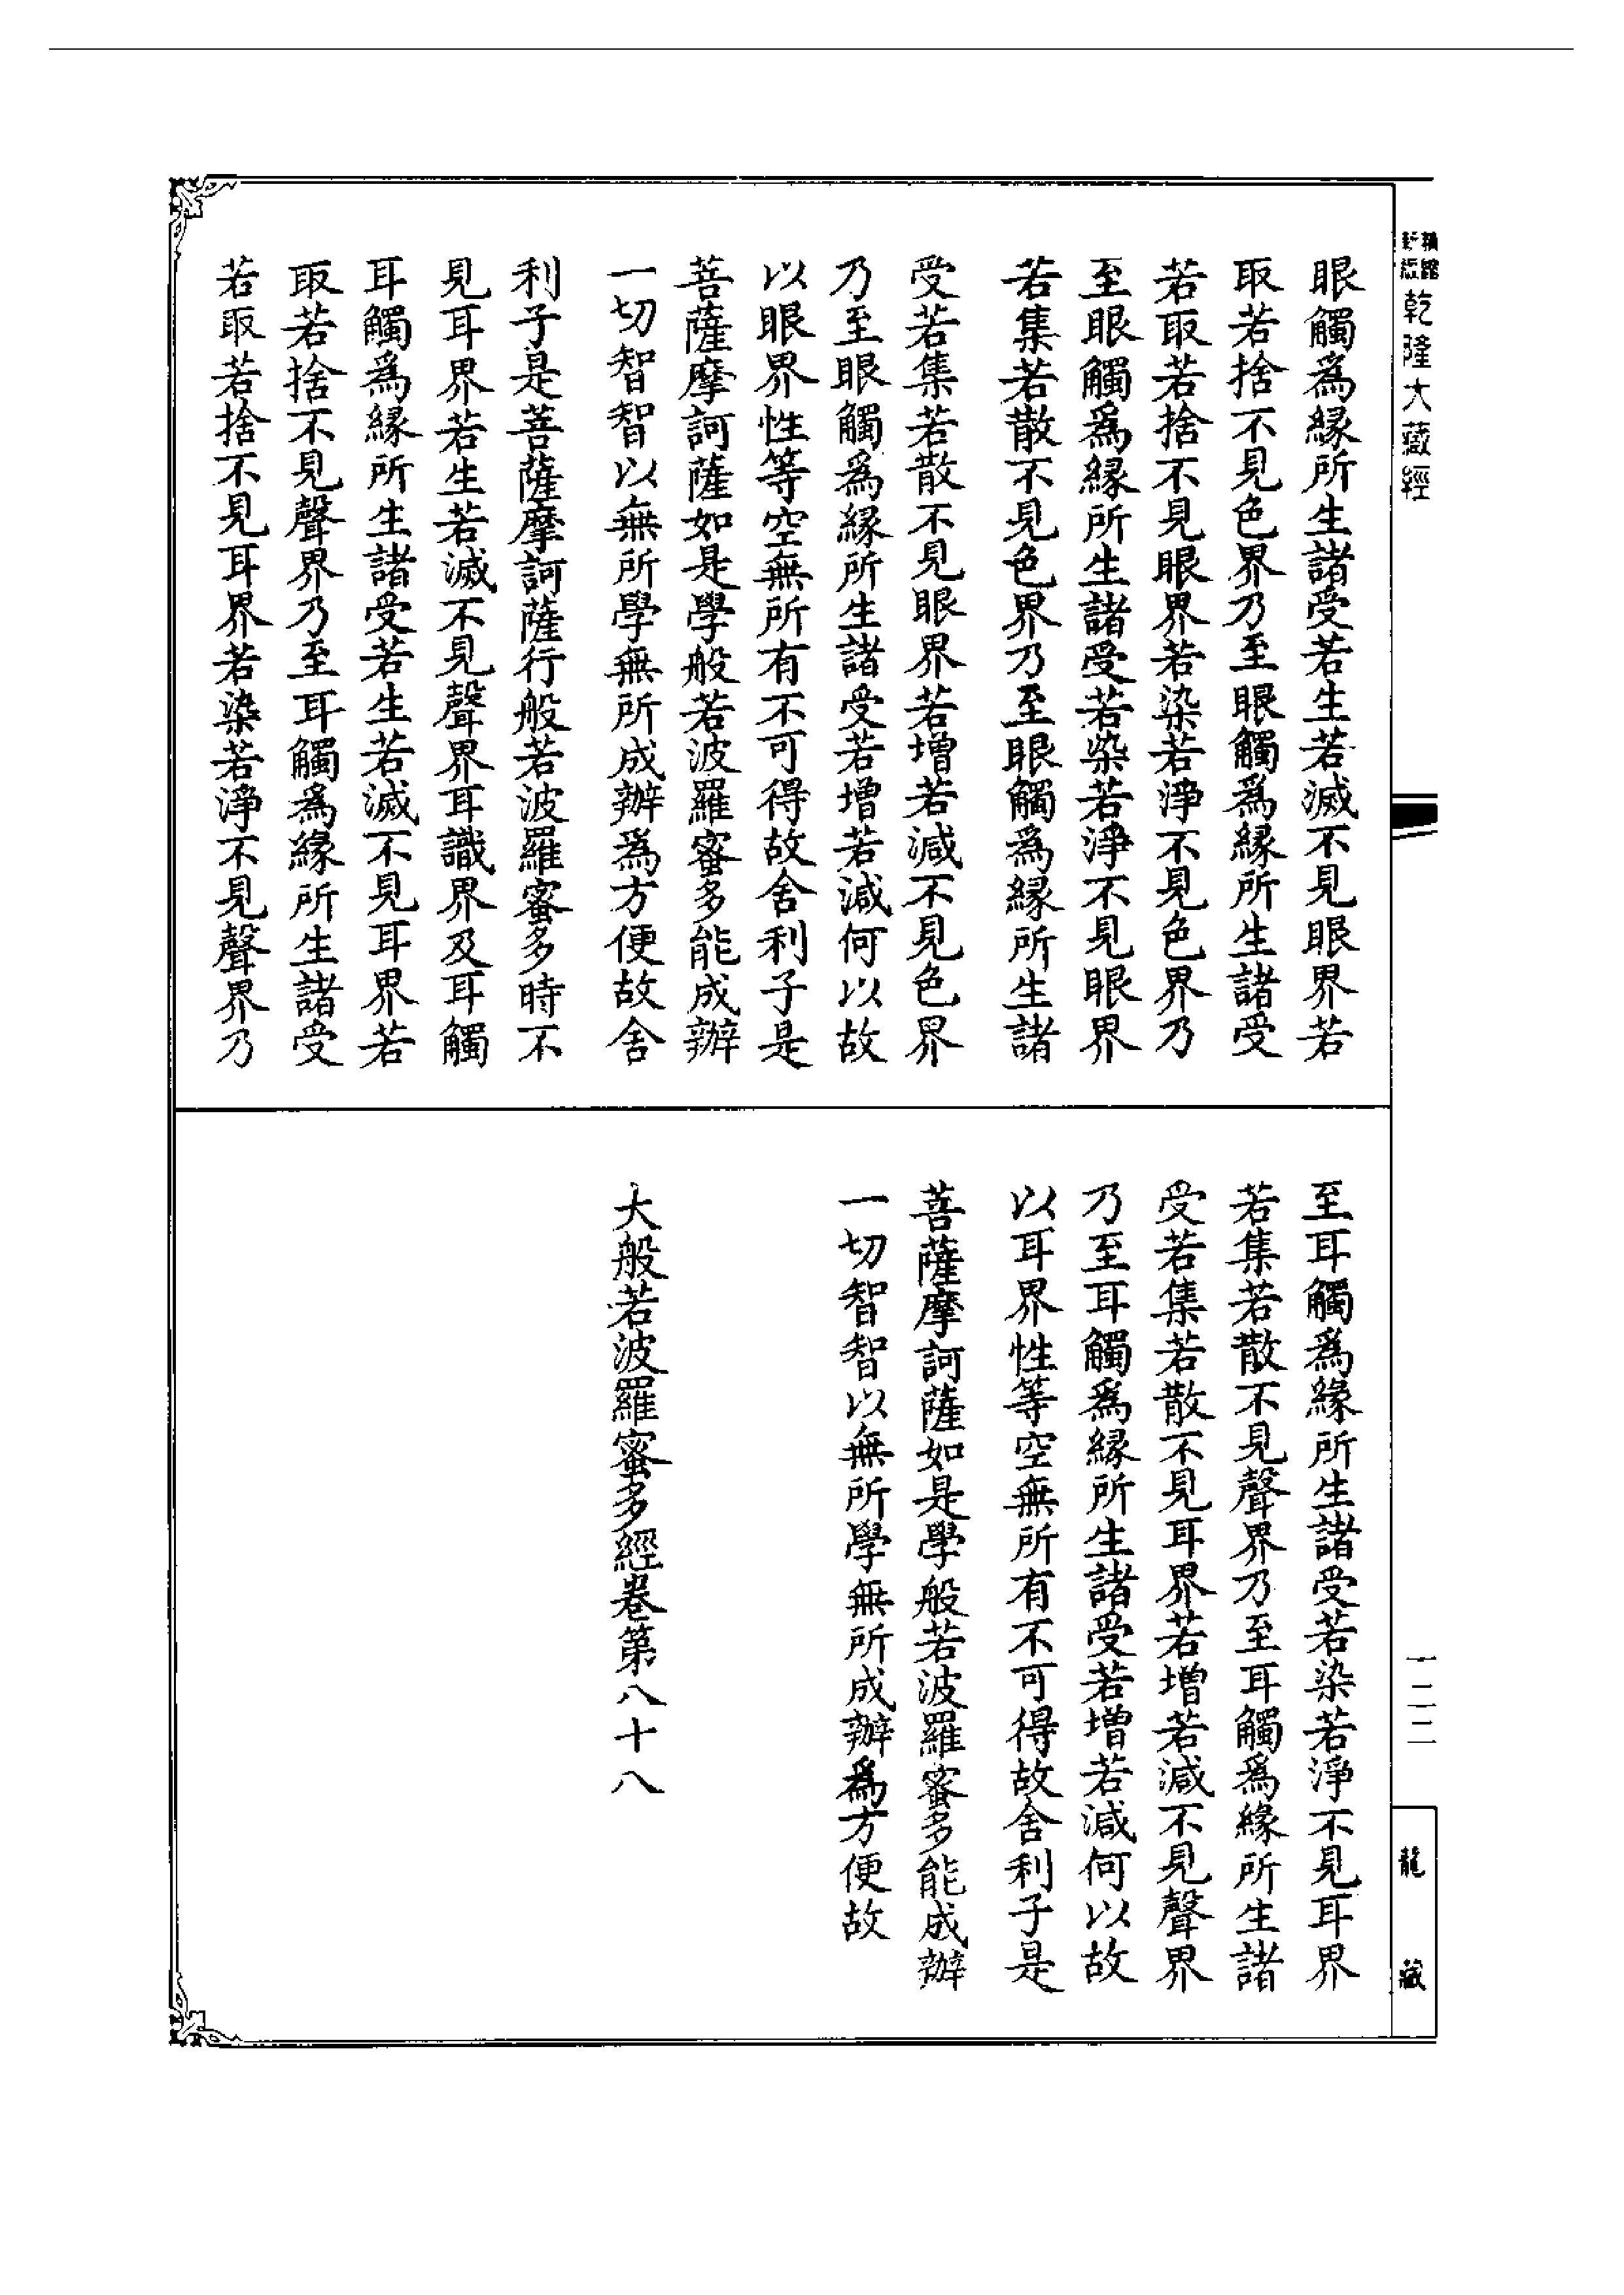 乾隆大藏經
眼觸爲緣所生諸受若生若滅不見眼界若
取若捨不見色界乃至眼觸爲緣所生諸受
若取若捨不見眼界若染若淨不見色界乃
至眼觸爲緣所生諸受若染若淨不見眼界
若集若散不見色界乃至眼觸爲緣所生諸
受若集若散不見眼界若增若減不見色界
乃至眼觸爲緣所生諸受若增若減何以故
以眼界性等空無所有不可得故舍利子是
菩薩摩訶薩如是學般若波羅蜜多能成辦
一切智智以無所學無所成辦爲方便故舍
利子是菩薩摩訶薩行般若波羅蜜多時不
見耳界若生若滅不見聲界耳識界及耳觸
耳觸爲緣所生諸受若生若滅不見耳界若
取若捨不見聲界乃至耳觸爲緣所生諸受
若取若捨不見耳界若染若淨不見聲界乃
至耳觸爲緣所生諸受若染若淨不見耳界
若集若散不見聲界乃至耳觸爲緣所生諸
受若集若散不見耳界若增若減不見聲界
乃至耳觸爲緣所生諸受若增若減何以故
以耳界性等空無所有不可得故舍利子是
菩薩摩訶薩如是學般若波羅蜜多能成辦
一切智智以無所學無所成辦爲方便故
大般若波羅蜜多經卷第八十八
一二二
龍藏